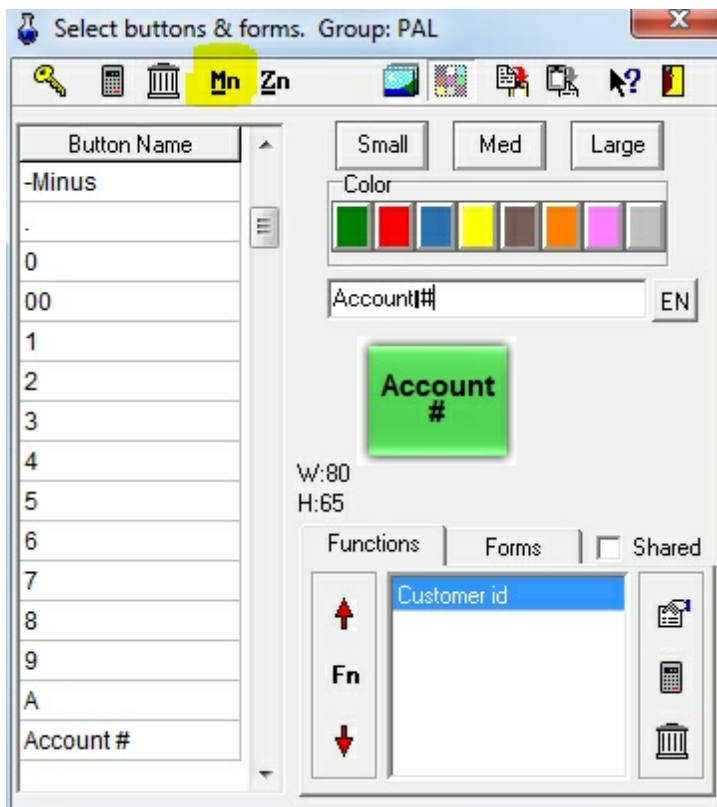 Select buttons & forms. Group: PAL
Mn Zn
Button Name
-Minus
.
0
00
1
2
3
4
5
6
7
8
9
A
Account #
Small Med Large
Color
Account|#
EN
Account
#
W:80
H:65
Functions Forms Shared
Customer id
Fn